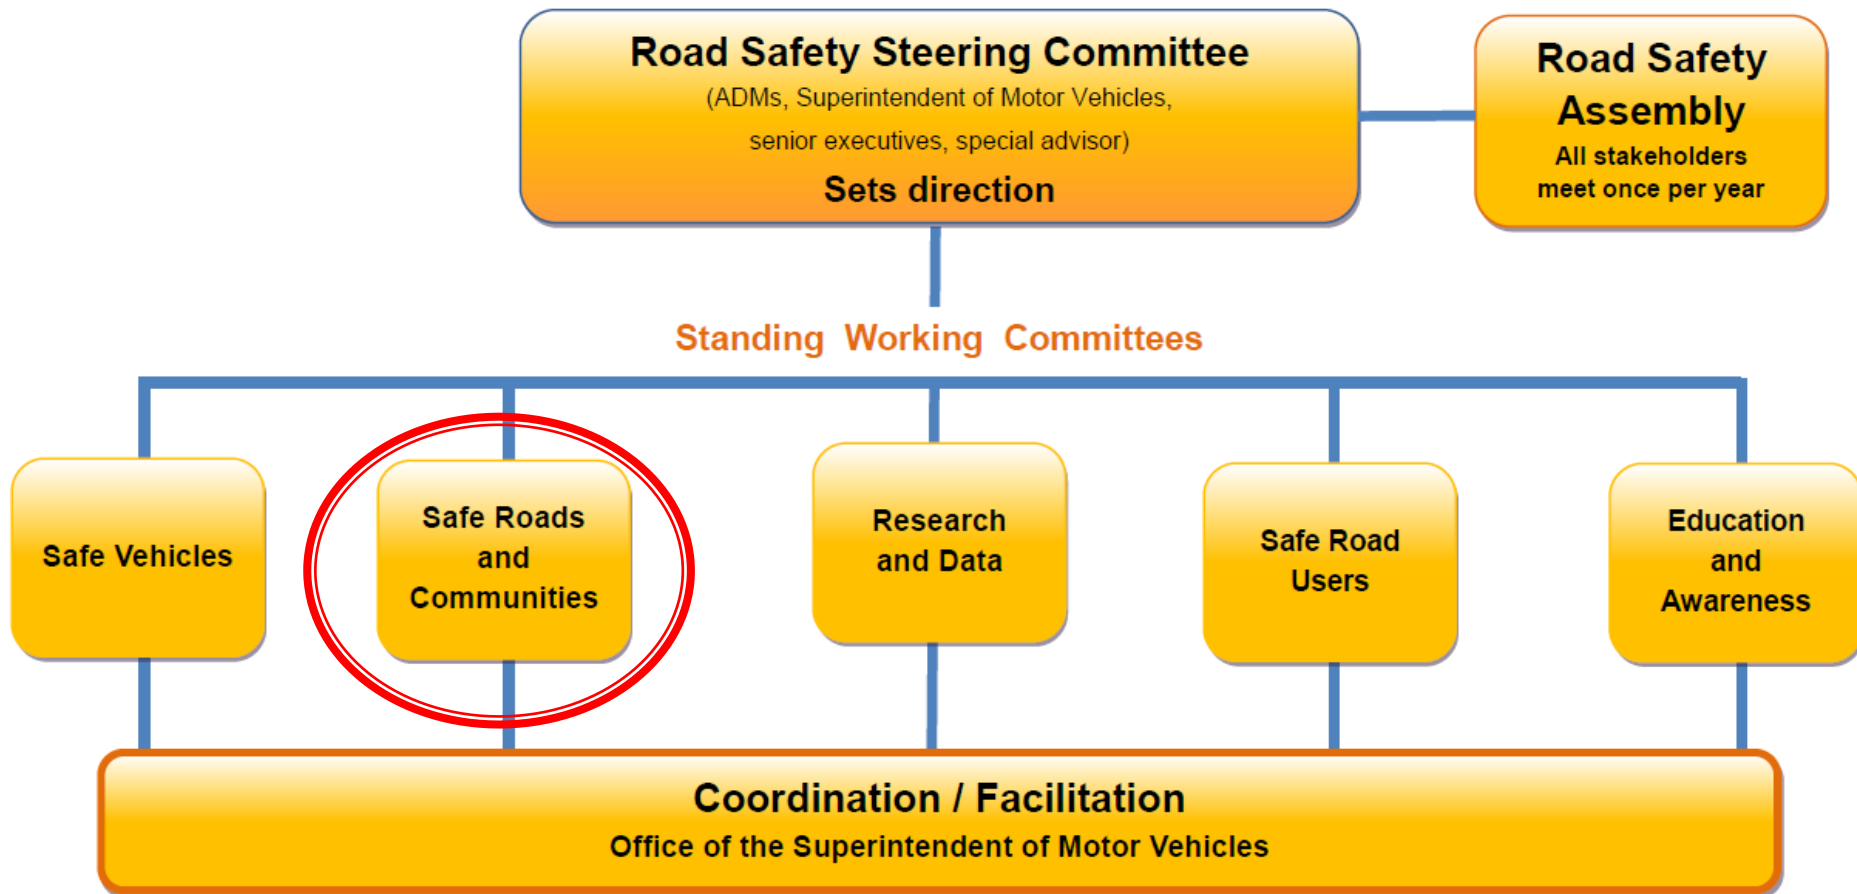 Road Safety Steering Committee
(ADMs, Superintendent of Motor Vehicles,
senior executives, special advisor)
Sets direction
Road Safety
Assembly
All stakeholders
meet once per year
Standing Working Committees
Safe Vehicles
Safe Roads
and
Communities
Research
and Data
Safe Road
Users
Education
and
Awareness
Coordination / Facilitation
Office of the Superintendent of Motor Vehicles